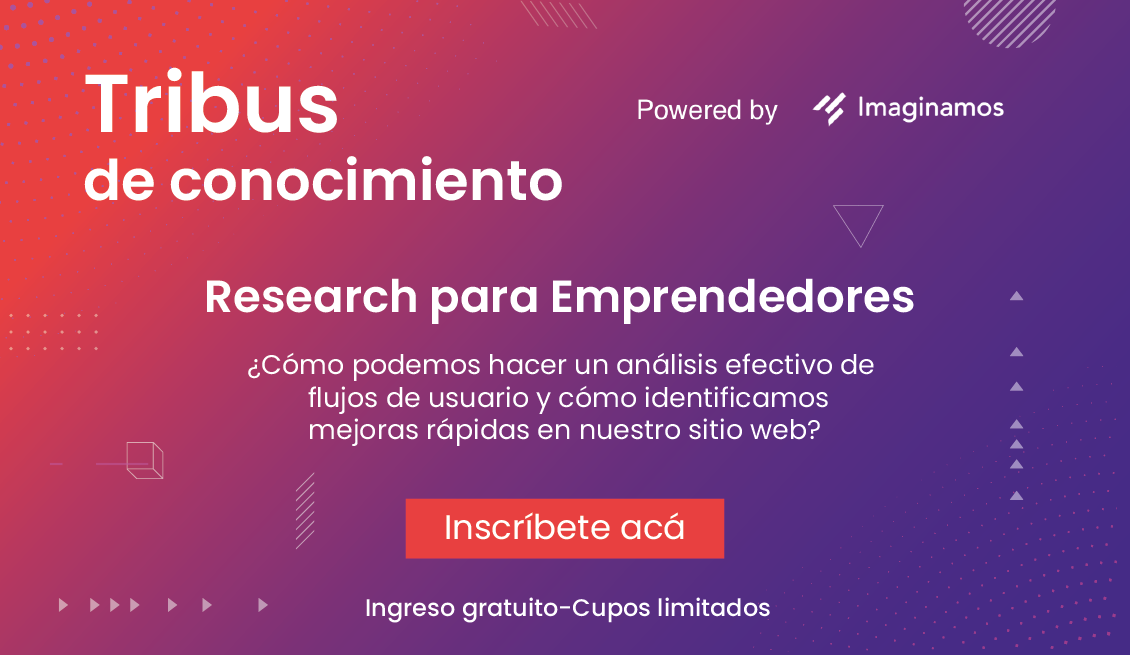 Tribus
de conocimiento
Powered by Imaginamos
Research para Emprendedores
¿Cómo podemos hacer un análisis efectivo de
flujos de usuario y cómo identificamos
mejoras rápidas en nuestro sitio web?
Inscríbete acá
Ingreso gratuito-Cupos limitados